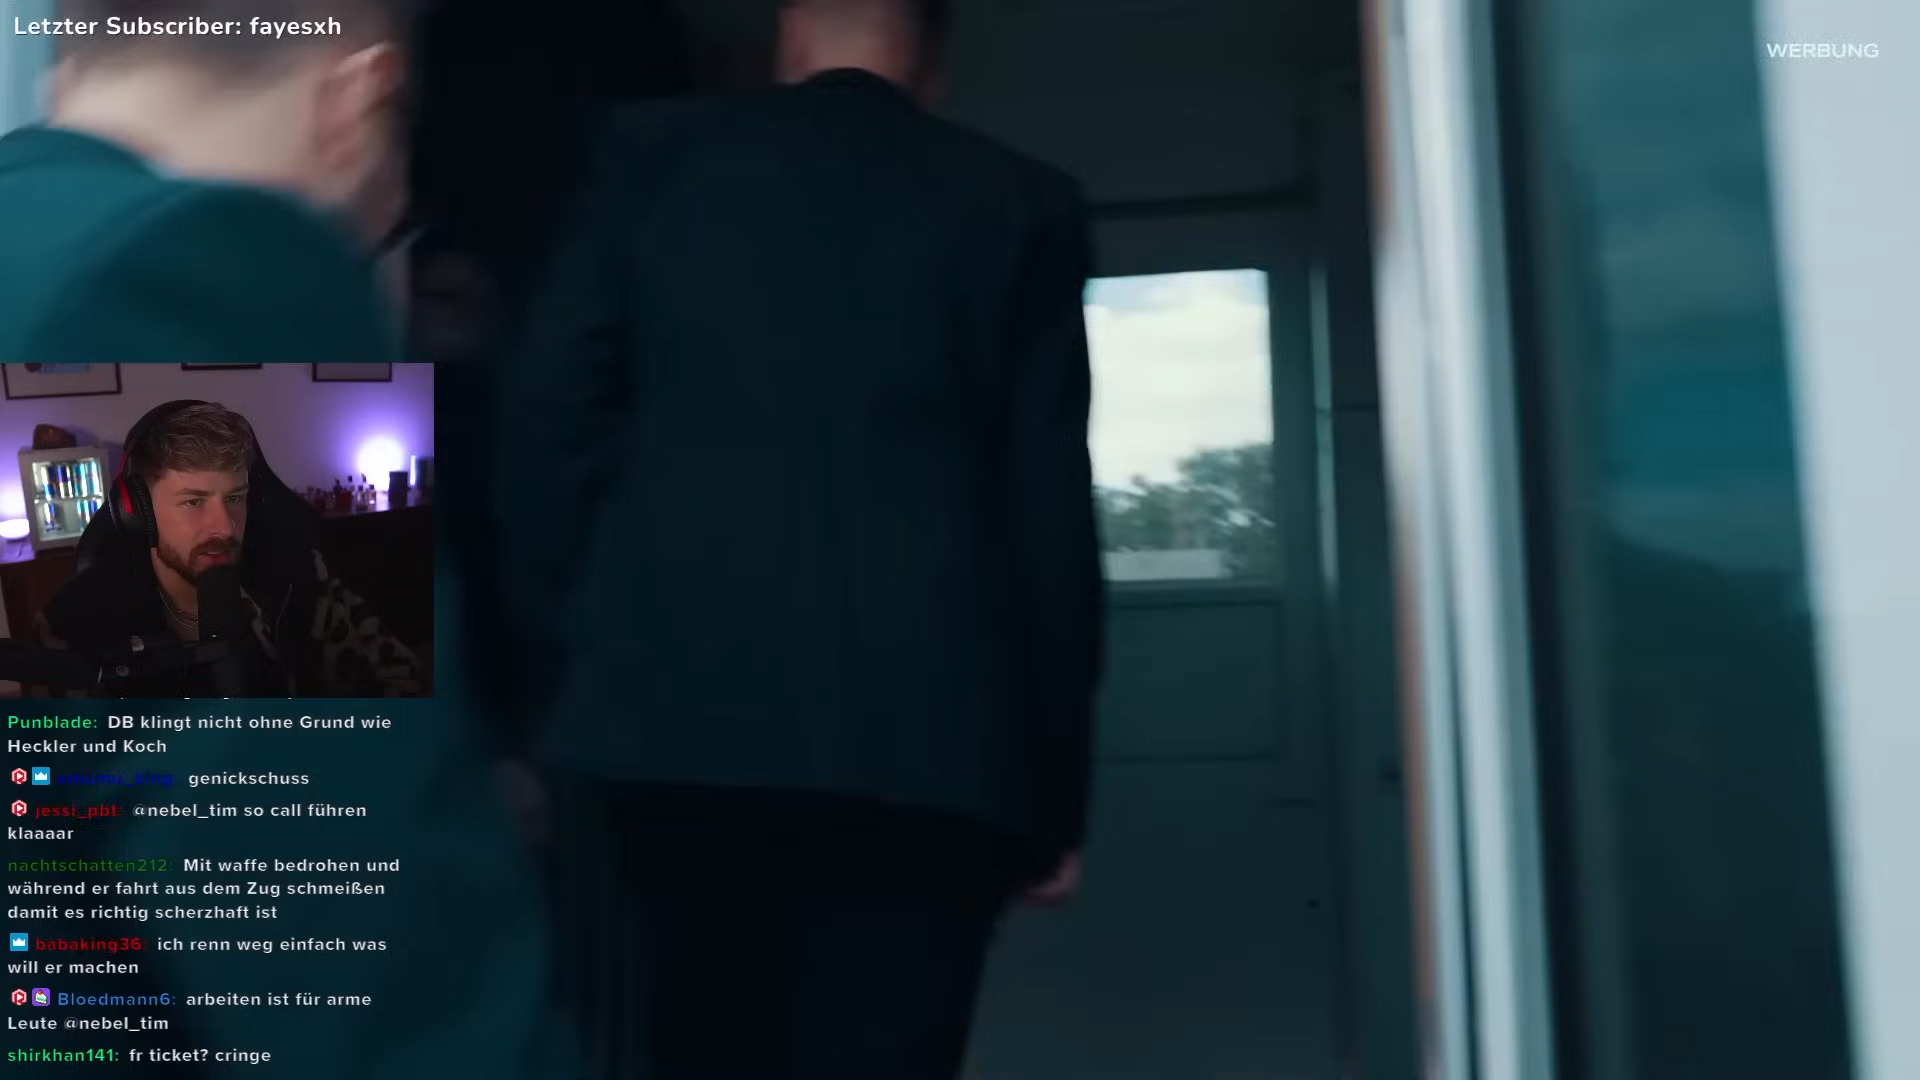 Letzter Subscriber: fayesxh
WERBUNG
Punblade: DB klingt nicht ohne Grund wie
Heckler und Koch
genickschuss
jessi_pbt: @nebel_tim so call führen
klaaaar
nachtschatten212: Mit waffe bedrohen und
während er fahrt aus dem Zug schmeißen
damit es richtig scherzhaft ist
babaking36: ich renn weg einfach was
will er machen
Bloedmann6: arbeiten ist für arme
Leute @nebel_tim
shirkhan141: fr ticket? cringe